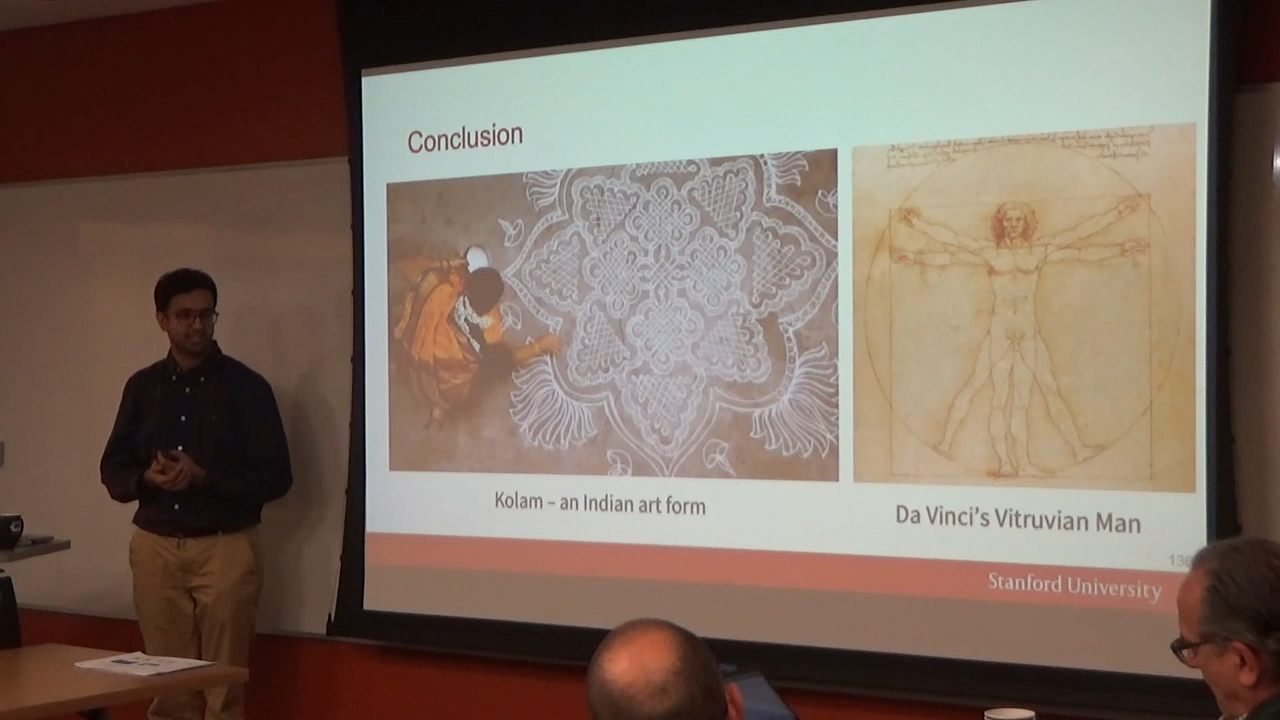 Conclusion
Kolam – an Indian art form
Da Vinci's Vitruvian Man
Stanford University